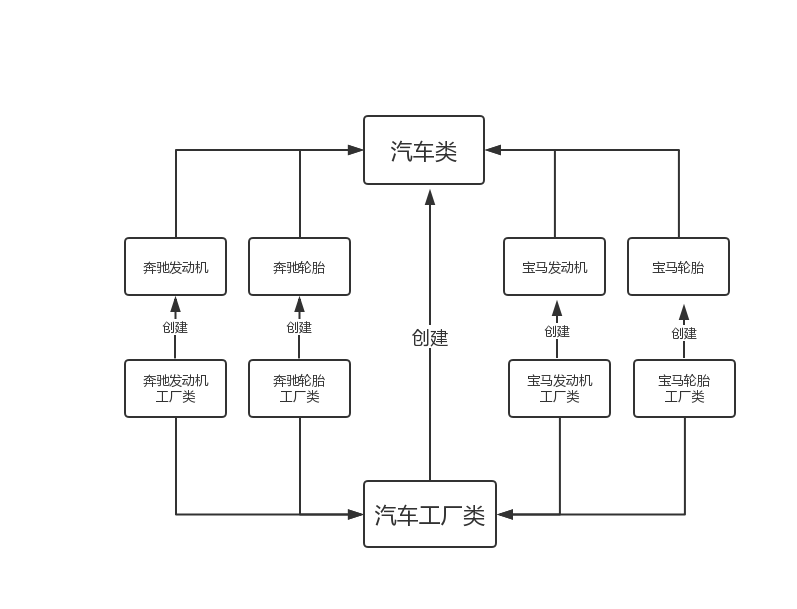 汽车类
奔驰发动机
奔驰轮胎
宝马发动机
宝马轮胎
创建
创建
创建
创建
创建
奔驰发动机
工厂类
奔驰轮胎
工厂类
宝马发动机
工厂类
宝马轮胎
工厂类
汽车工厂类